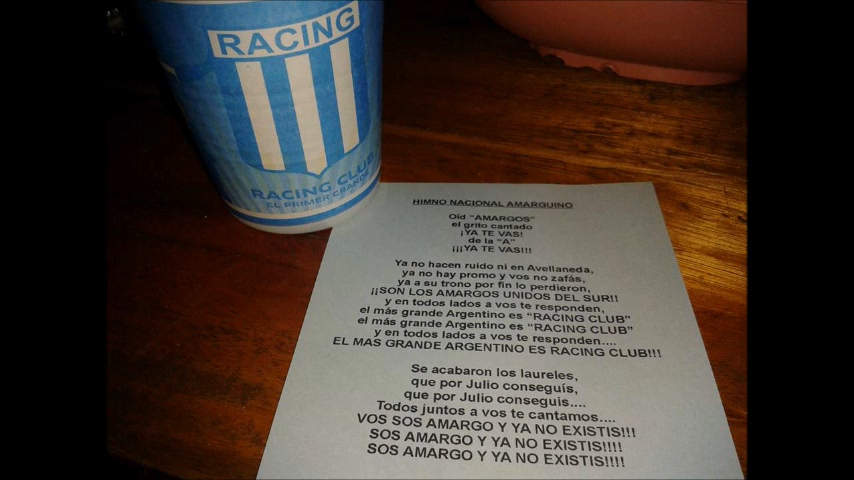 RACING
RACING CLUB
EL PRIMER GRANDE
HIMNO NACIONAL AMARGUINO
Oíd "AMARGOS"
el grito cantado
¡YA TE VAS!
de la "A"
¡¡¡YA TE VAS!!!
Ya no hacen ruido ni en Avellaneda,
ya no hay promo y vos no zafás,
ya a su trono por fin lo perdieron,
¡¡SON LOS AMARGOS UNIDOS DEL SUR!!
y en todos lados a vos te responden,
el más grande Argentino es "RACING CLUB"
el más grande Argentino es "RACING CLUB"
y en todos lados a vos te responden....
EL MAS GRANDE ARGENTINO ES RACING CLUB!!!
Se acabaron los laureles,
que por Julio conseguís,
que por Julio conseguis....
Todos juntos a vos te cantamos....
VOS SOS AMARGO Y YA NO EXISTIS!!!
SOS AMARGO Y YA NO EXISTIS!!!!
SOS AMARGO Y YA NO EXISTIS!!!!